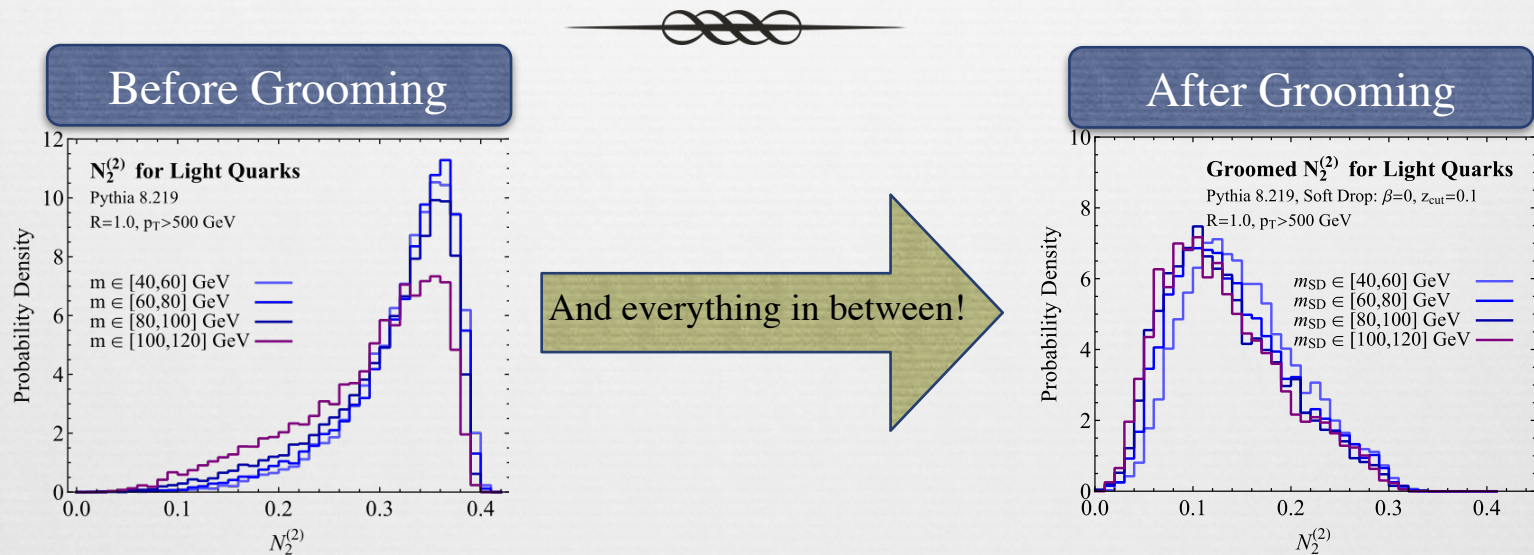 Before Grooming
12
10
8
6
4
2
0
Probability Density
N₂⁽²⁾ for Light Quarks
Pythia 8.219
R=1.0, pT>500 GeV
m ∈ [40,60] GeV
m ∈ [60,80] GeV
m ∈ [80,100] GeV
m ∈ [100,120] GeV
0.0 0.1 0.2 0.3 0.4
N₂⁽²⁾
And everything in between!
After Grooming
10
8
6
4
2
0
Probability Density
Groomed N₂⁽²⁾ for Light Quarks
Pythia 8.219, Soft Drop: β=0, zcut=0.1
R=1.0, pT>500 GeV
mSD ∈ [40,60] GeV
mSD ∈ [60,80] GeV
mSD ∈ [80,100] GeV
mSD ∈ [100,120] GeV
0.0 0.1 0.2 0.3 0.4
N₂⁽²⁾